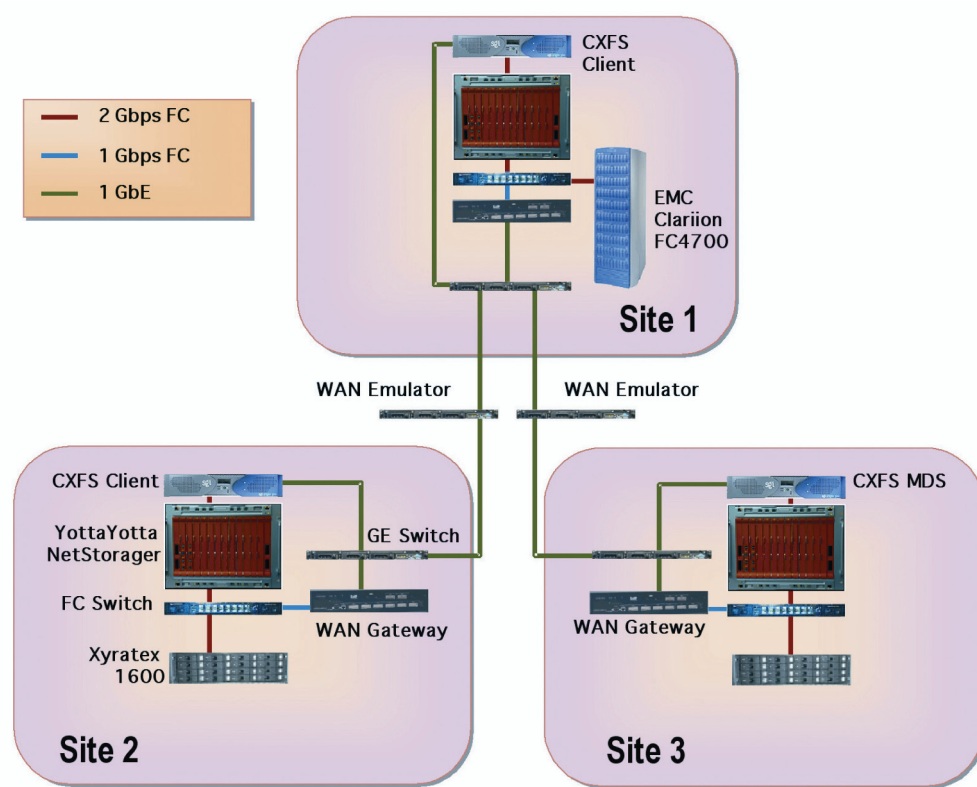 CXFS
Client
2 Gbps FC
1 Gbps FC
1 GbE
EMC
Clariion
FC4700
Site 1
WAN Emulator
WAN Emulator
CXFS Client
YottaYotta
NetStorager
GE Switch
FC Switch
WAN Gateway
Xyratex
1600
Site 2
CXFS MDS
WAN Gateway
Site 3